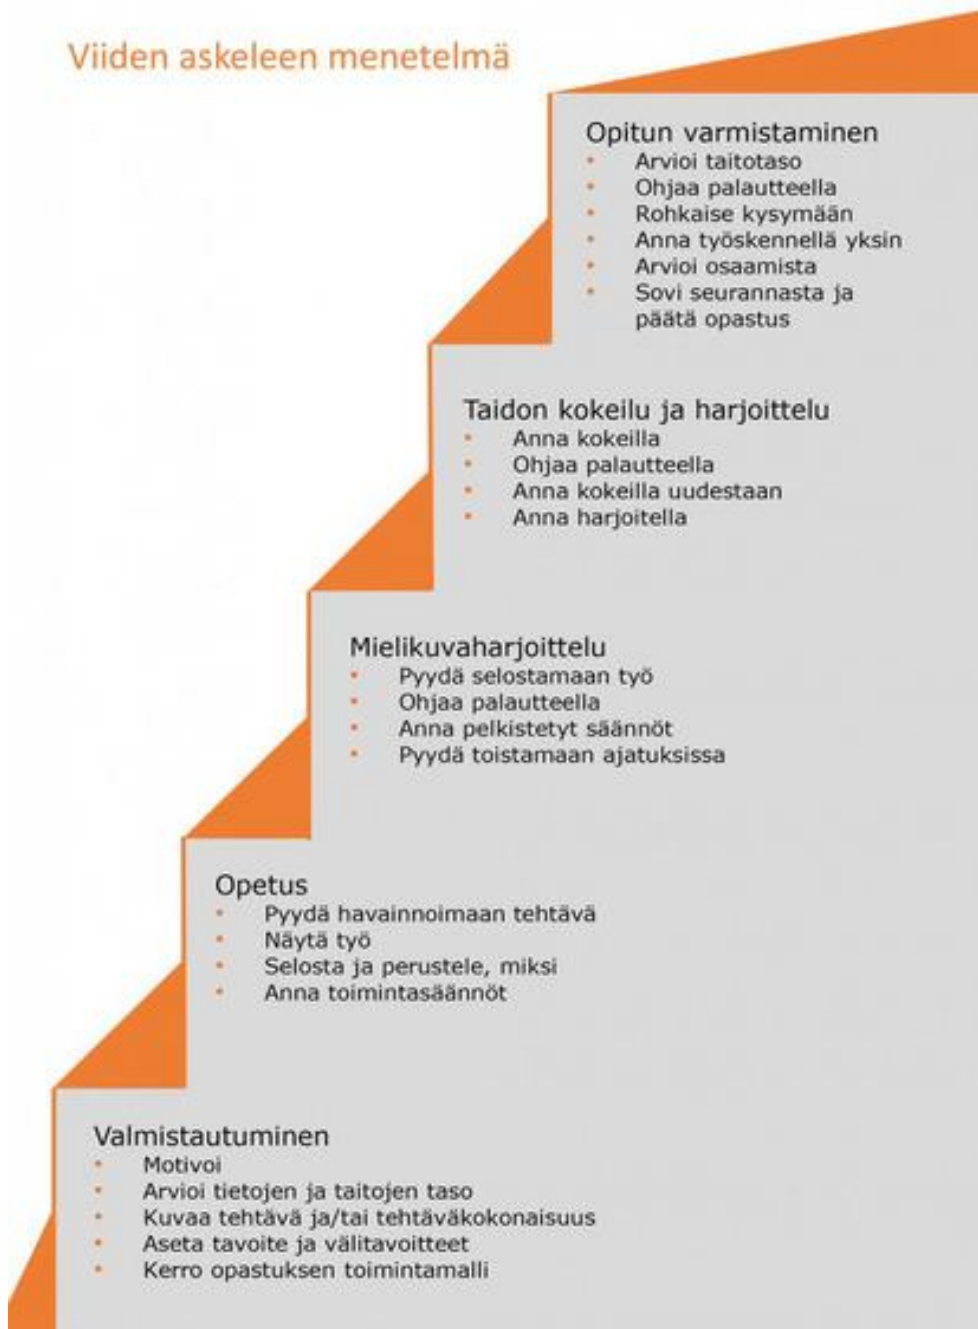 Viiden askeleen menetelmä
Opitun varmistaminen
• Arvioi taitotaso
• Ohjaa palautteella
• Rohkaise kysymään
• Anna työskennellä yksin
• Arvioi osaamista
• Sovi seurannasta ja
päätä opastus
Taidon kokeilu ja harjoittelu
• Anna kokeilla
• Ohjaa palautteella
• Anna kokeilla uudestaan
• Anna harjoitella
Mielikuvaharjoittelu
• Pyydä selostamaan työ
• Ohjaa palautteella
• Anna pelkistetyt säännöt
• Pyydä toistamaan ajatuksissa
Opetus
• Pyydä havainnoimaan tehtävä
• Näytä työ
• Selosta ja perustele, miksi
• Anna toimintasäännöt
Valmistautuminen
• Motivoi
• Arvioi tietojen ja taitojen taso
• Kuvaa tehtävä ja/tai tehtäväkokonaisuus
• Aseta tavoite ja välitavoitteet
• Kerro opastuksen toimintamalli